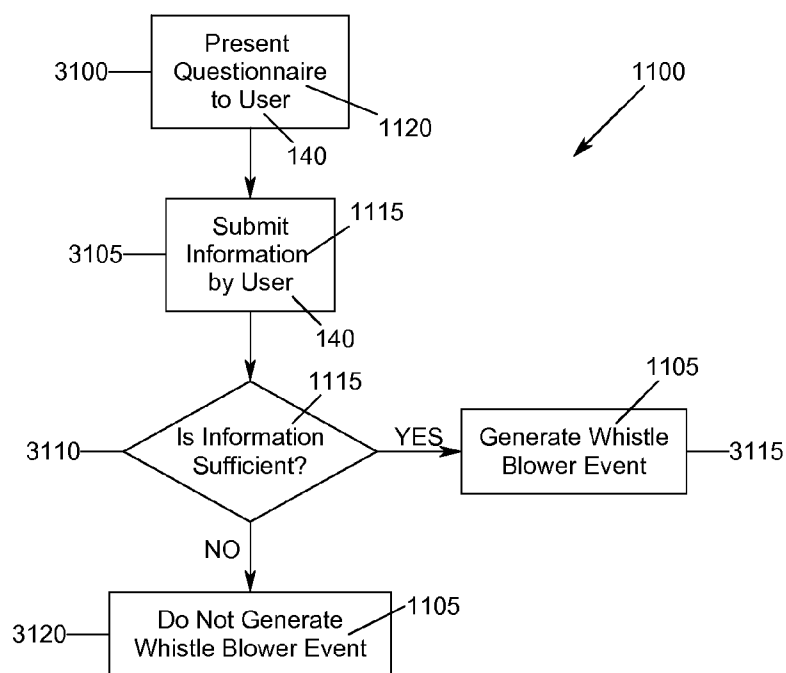 Present
Questionnaire
to User
3100
1120
140
1100
Submit
Information
by User
1115
3105
140
1115
Is Information
Sufficient?
3110
YES
1105
Generate Whistle
Blower Event
3115
NO
1105
Do Not Generate
Whistle Blower Event
3120